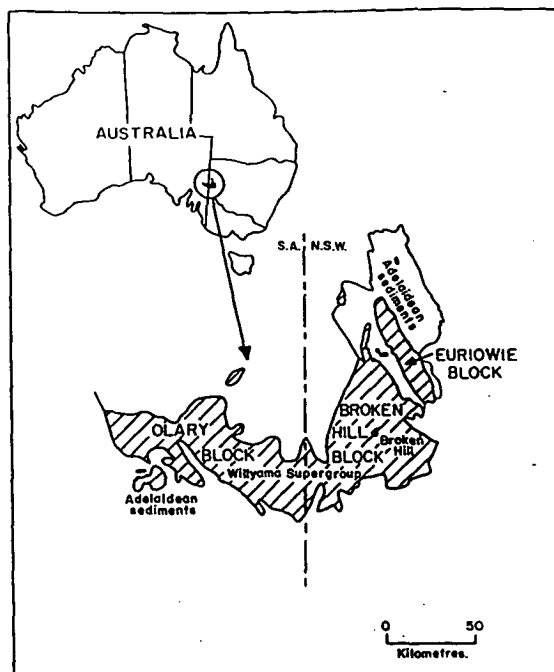 AUSTRALIA
S.A. N.S.W.
Adelaidean
sediments
EURIOWIE
BLOCK
BROKEN
HILL
BLOCK
Broken
Hill
OLARY
BLOCK
Willyama Supergroup
Adelaidean
sediments
0 50
Kilometres.